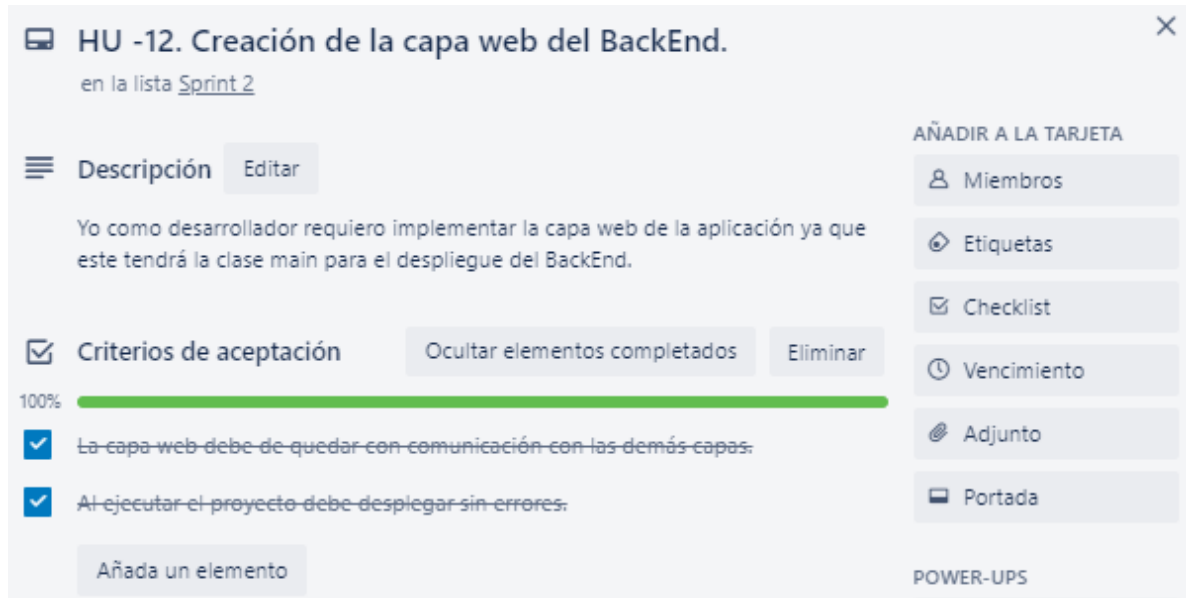 HU -12. Creación de la capa web del BackEnd.
en la lista Sprint 2
Descripción Editar
Yo como desarrollador requiero implementar la capa web de la aplicación ya que
este tendrá la clase main para el despliegue del BackEnd.
Criterios de aceptación Ocultar elementos completados Eliminar
100%
La capa web debe de quedar con comunicación con las demás capas.
Al ejecutar el proyecto debe desplegar sin errores.
Añada un elemento
AÑADIR A LA TARJETA
Miembros
Etiquetas
Checklist
Vencimiento
Adjunto
Portada
POWER-UPS